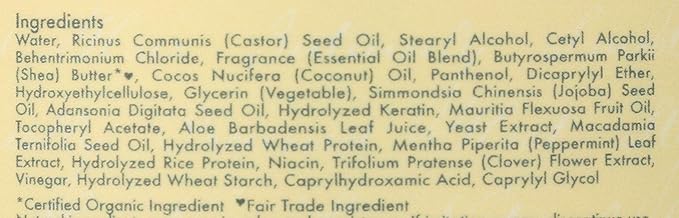 Ingredients
Water, Ricinus Communis (Castor) Seed Oil, Stearyl Alcohol, Cetyl Alcohol,
Behentrimonium Chloride, Fragrance (Essential Oil Blend), Butyrospermum Parkii
(Shea) Butter*♥, Cocos Nucifera (Coconut) Oil, Panthenol, Dicaprylyl Ether,
Hydroxyethylcellulose, Glycerin (Vegetable), Simmondsia Chinensis (Jojoba) Seed
Oil, Adansonia Digitata Seed Oil, Hydrolyzed Keratin, Mauritia Flexuosa Fruit Oil,
Tocopheryl Acetate, Aloe Barbadensis Leaf Juice, Yeast Extract, Macadamia
Ternifolia Seed Oil, Hydrolyzed Wheat Protein, Mentha Piperita (Peppermint) Leaf
Extract, Hydrolyzed Rice Protein, Niacin, Trifolium Pratense (Clover) Flower Extract,
Vinegar, Hydrolyzed Wheat Starch, Caprylhydroxamic Acid, Caprylyl Glycol
*Certified Organic Ingredient ♥Fair Trade Ingredient